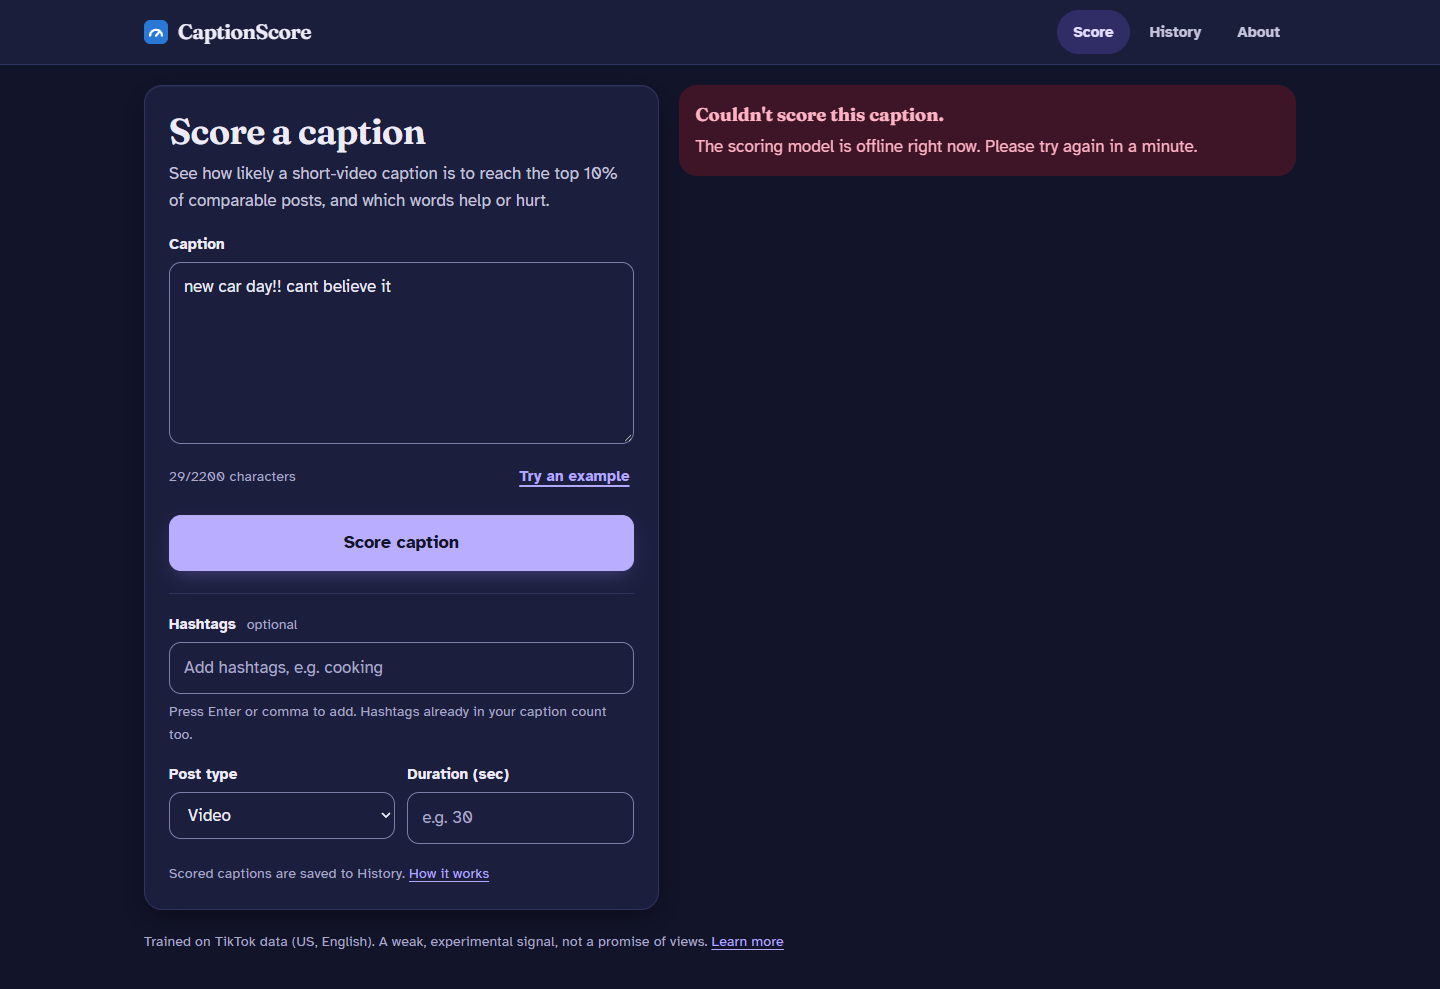 CaptionScore
Score
History
About
Score a caption
See how likely a short-video caption is to reach the top 10%
of comparable posts, and which words help or hurt.
Caption
new car day!! cant believe it
29/2200 characters
Try an example
Score caption
Hashtags optional
Add hashtags, e.g. cooking
Press Enter or comma to add. Hashtags already in your caption count
too.
Post type
Duration (sec)
Video
e.g. 30
Scored captions are saved to History. How it works
Couldn't score this caption.
The scoring model is offline right now. Please try again in a minute.
Trained on TikTok data (US, English). A weak, experimental signal, not a promise of views. Learn more